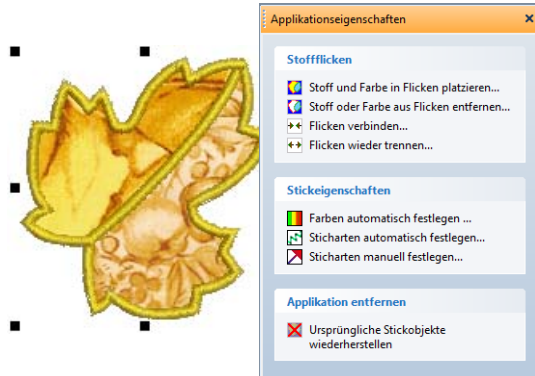 Applikationseigenschaften
Stoffflicken
Stoff und Farbe in Flicken platzieren...
Stoff oder Farbe aus Flicken entfernen...
Flicken verbinden...
Flicken wieder trennen...
Stickeigenschaften
Farben automatisch festlegen ...
Sticharten automatisch festlegen...
Sticharten manuell festlegen...
Applikation entfernen
Ursprüngliche Stickobjekte
wiederherstellen